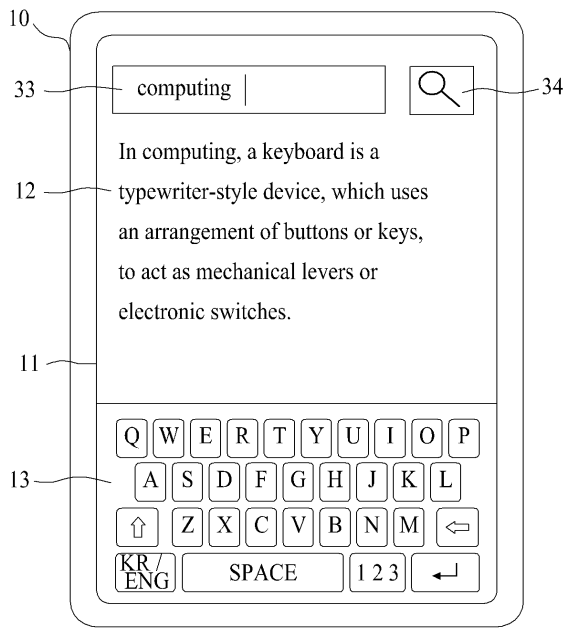 10
33 computing 34
In computing, a keyboard is a
12 typewriter-style device, which uses
an arrangement of buttons or keys,
to act as mechanical levers or
electronic switches.
11
Q W E R T Y U I O P
13 A S D F G H J K L
Z X C V B N M
KR / ENG SPACE 1 2 3